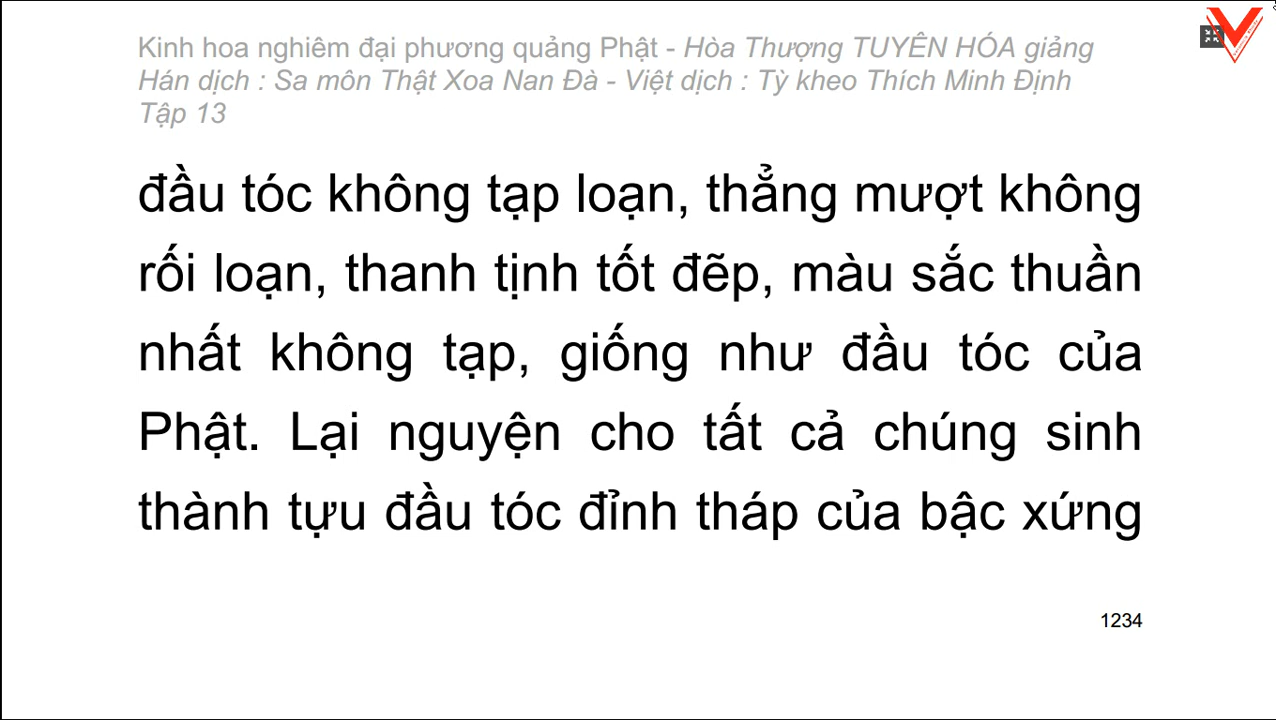 Kinh hoa nghiêm đại phương quảng Phật - Hòa Thượng TUYÊN HÓA giảng
Hán dịch : Sa môn Thật Xoa Nan Đà - Việt dịch : Tỳ kheo Thích Minh Định
Tập 13
đầu tóc không tạp loạn, thẳng mượt không
rối loạn, thanh tịnh tốt đẽp, màu sắc thuần
nhất không tạp, giống như đầu tóc của
Phật. Lại nguyện cho tất cả chúng sinh
thành tựu đầu tóc đỉnh tháp của bậc xứng
1234